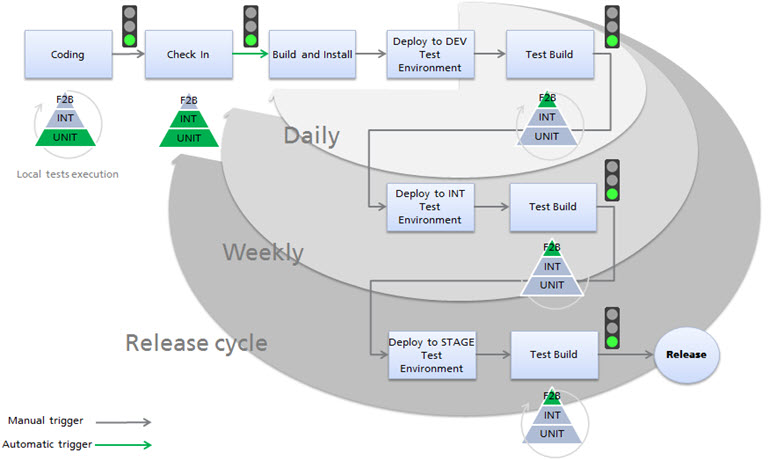 Coding
Check In
Build and Install
Deploy to DEV
Test
Environment
Test Build
F2B
INT
UNIT
Local tests execution
F2B
INT
UNIT
F2B
INT
UNIT
Daily
Deploy to INT
Test
Environment
Test Build
Weekly
F2B
INT
UNIT
Release cycle
Deploy to STAGE
Test
Environment
Test Build
Release
F2B
INT
UNIT
Manual trigger
Automatic trigger